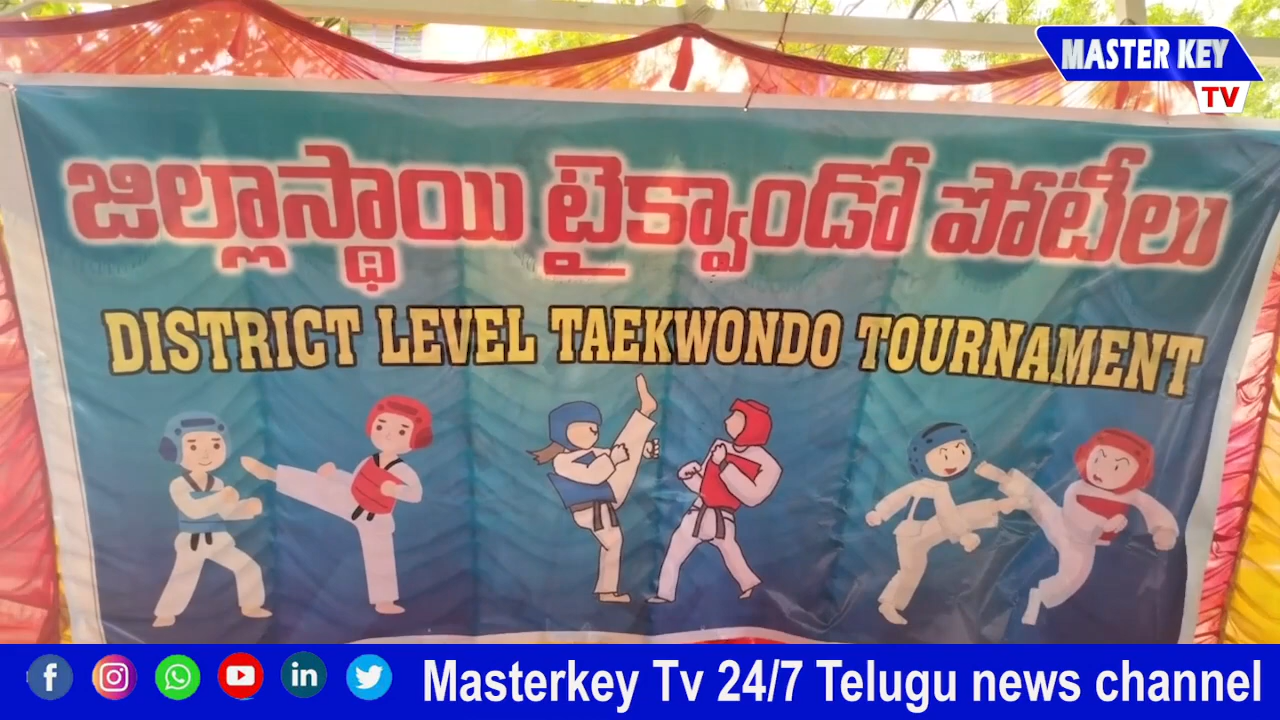 MASTER KEY
TV
జిల్లాస్థాయి టైక్వాండో పోటీలు
DISTRICT LEVEL TAEKWONDO TOURNAMENT
Masterkey Tv 24/7 Telugu news channel